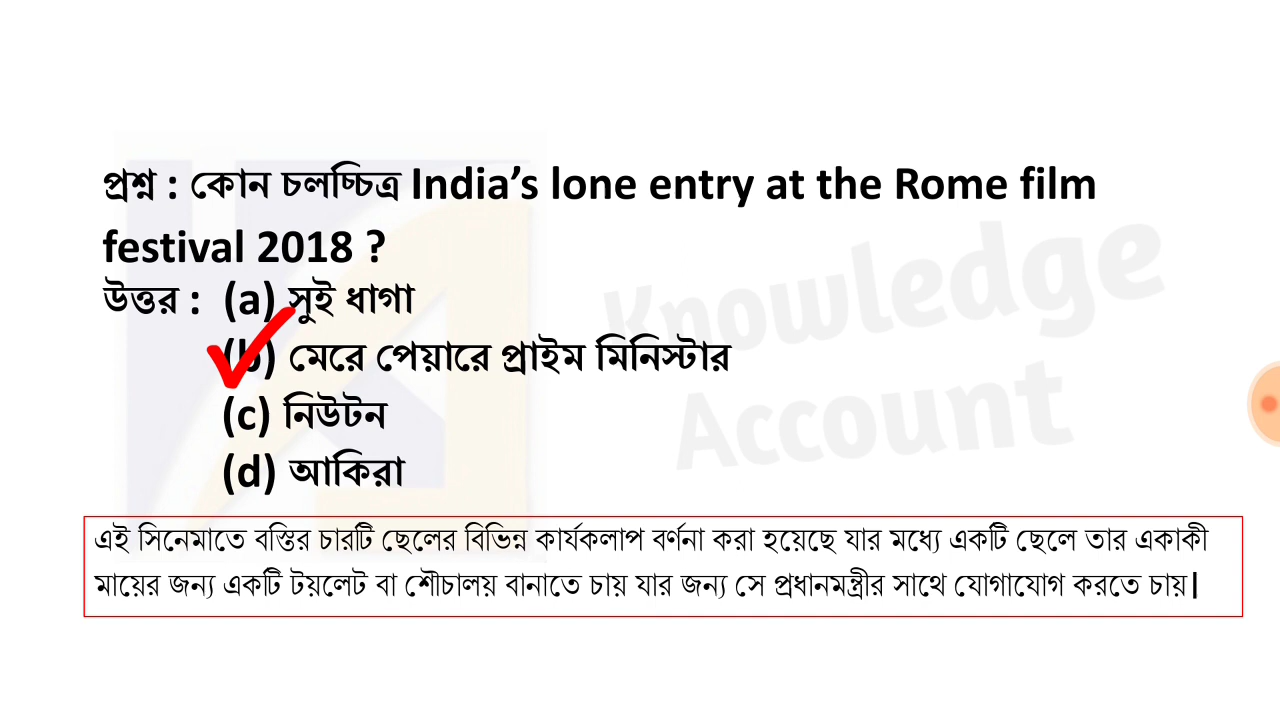 প্রশ্ন : কোন চলচ্চিত্র India’s lone entry at the Rome film
festival 2018 ?
উত্তর : (a) সুই ধাগা
(b) মেরে পেয়ারে প্রাইম মিনিস্টার
(c) নিউটন
(d) আকিরা
Knowledge
Account
এই সিনেমাতে বস্তির চারটি ছেলের বিভিন্ন কার্যকলাপ বর্ণনা করা হয়েছে যার মধ্যে একটি ছেলে তার একাকী
মায়ের জন্য একটি টয়লেট বা শৌচালয় বানাতে চায় যার জন্য সে প্রধানমন্ত্রীর সাথে যোগাযোগ করতে চায়|